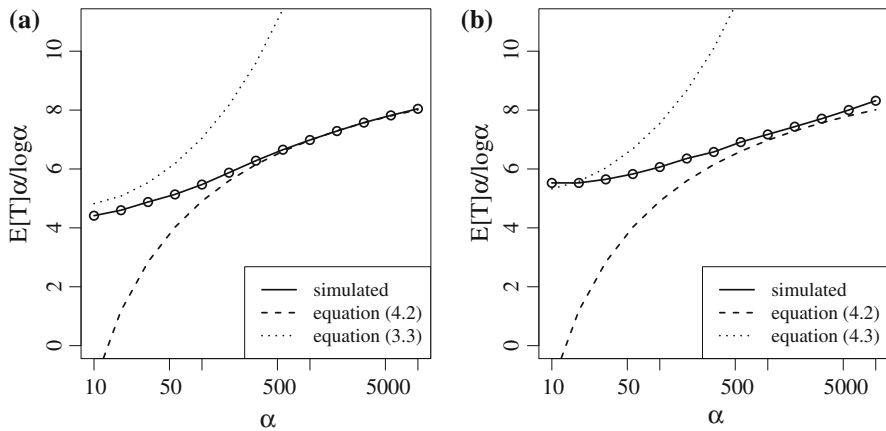 (a)
E[T]α/logα
10
8
6
4
2
0
simulated
equation (4.2)
equation (3.3)
10 50 500 5000
α
(b)
E[T]α/logα
10
8
6
4
2
0
simulated
equation (4.2)
equation (4.3)
10 50 500 5000
α